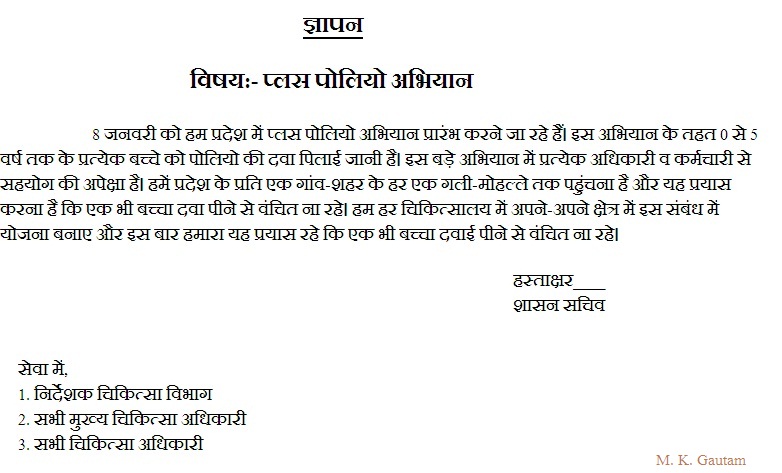 ज्ञापन
विषयः- प्लस पोलियो अभियान
8 जनवरी को हम प्रदेश में प्लस पोलियो अभियान प्रारंभ करने जा रहे हैं। इस अभियान के तहत 0 से 5
वर्ष तक के प्रत्येक बच्चे को पोलियो की दवा पिलाई जानी है। इस बड़े अभियान में प्रत्येक अधिकारी व कर्मचारी से
सहयोग की अपेक्षा है। हमें प्रदेश के प्रति एक गांव-शहर के हर एक गली-मोहल्ले तक पहुंचना है और यह प्रयास
करना है कि एक भी बच्चा दवा पीने से वंचित ना रहे। हम हर चिकित्सालय में अपने-अपने क्षेत्र में इस संबंध में
योजना बनाए और इस बार हमारा यह प्रयास रहे कि एक भी बच्चा दवाई पीने से वंचित ना रहे।
हस्ताक्षर____
शासन सचिव
सेवा में,
1. निर्देशक चिकित्सा विभाग
2. सभी मुख्य चिकित्सा अधिकारी
3. सभी चिकित्सा अधिकारी
M. K. Gautam